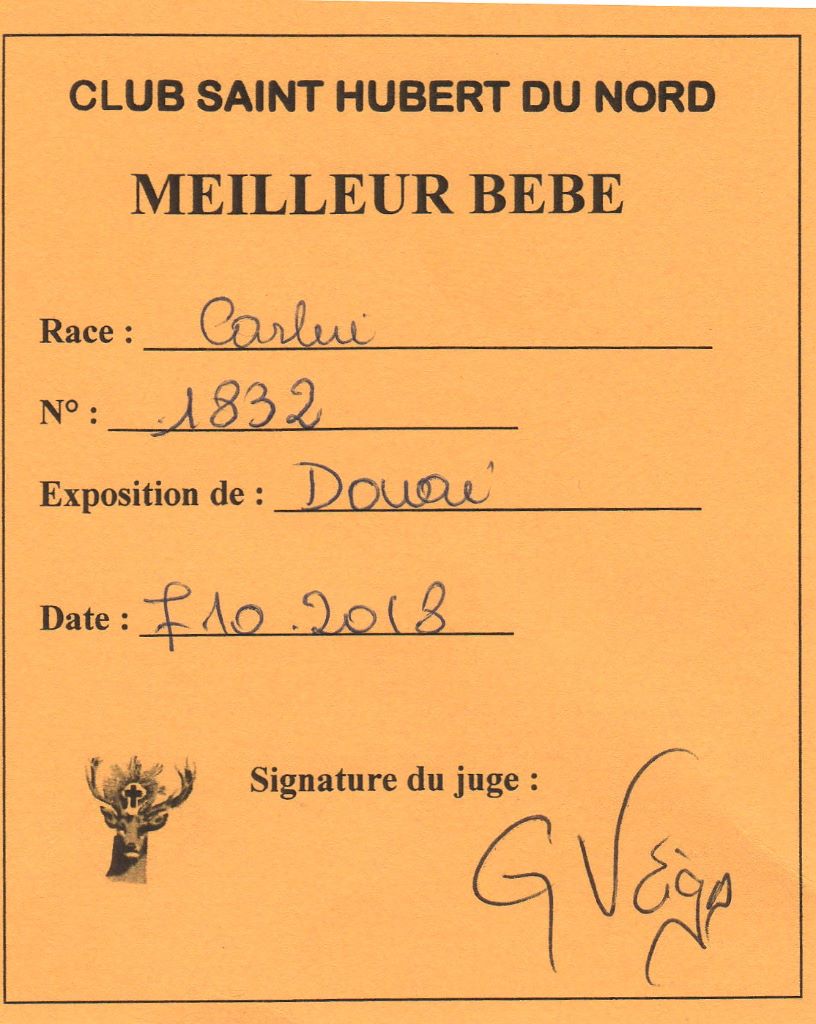 CLUB SAINT HUBERT DU NORD
MEILLEUR BEBE
Race : Carlin
N° : 1832
Exposition de : Douai
Date : 7 10.2018
Signature du juge :
G Véga